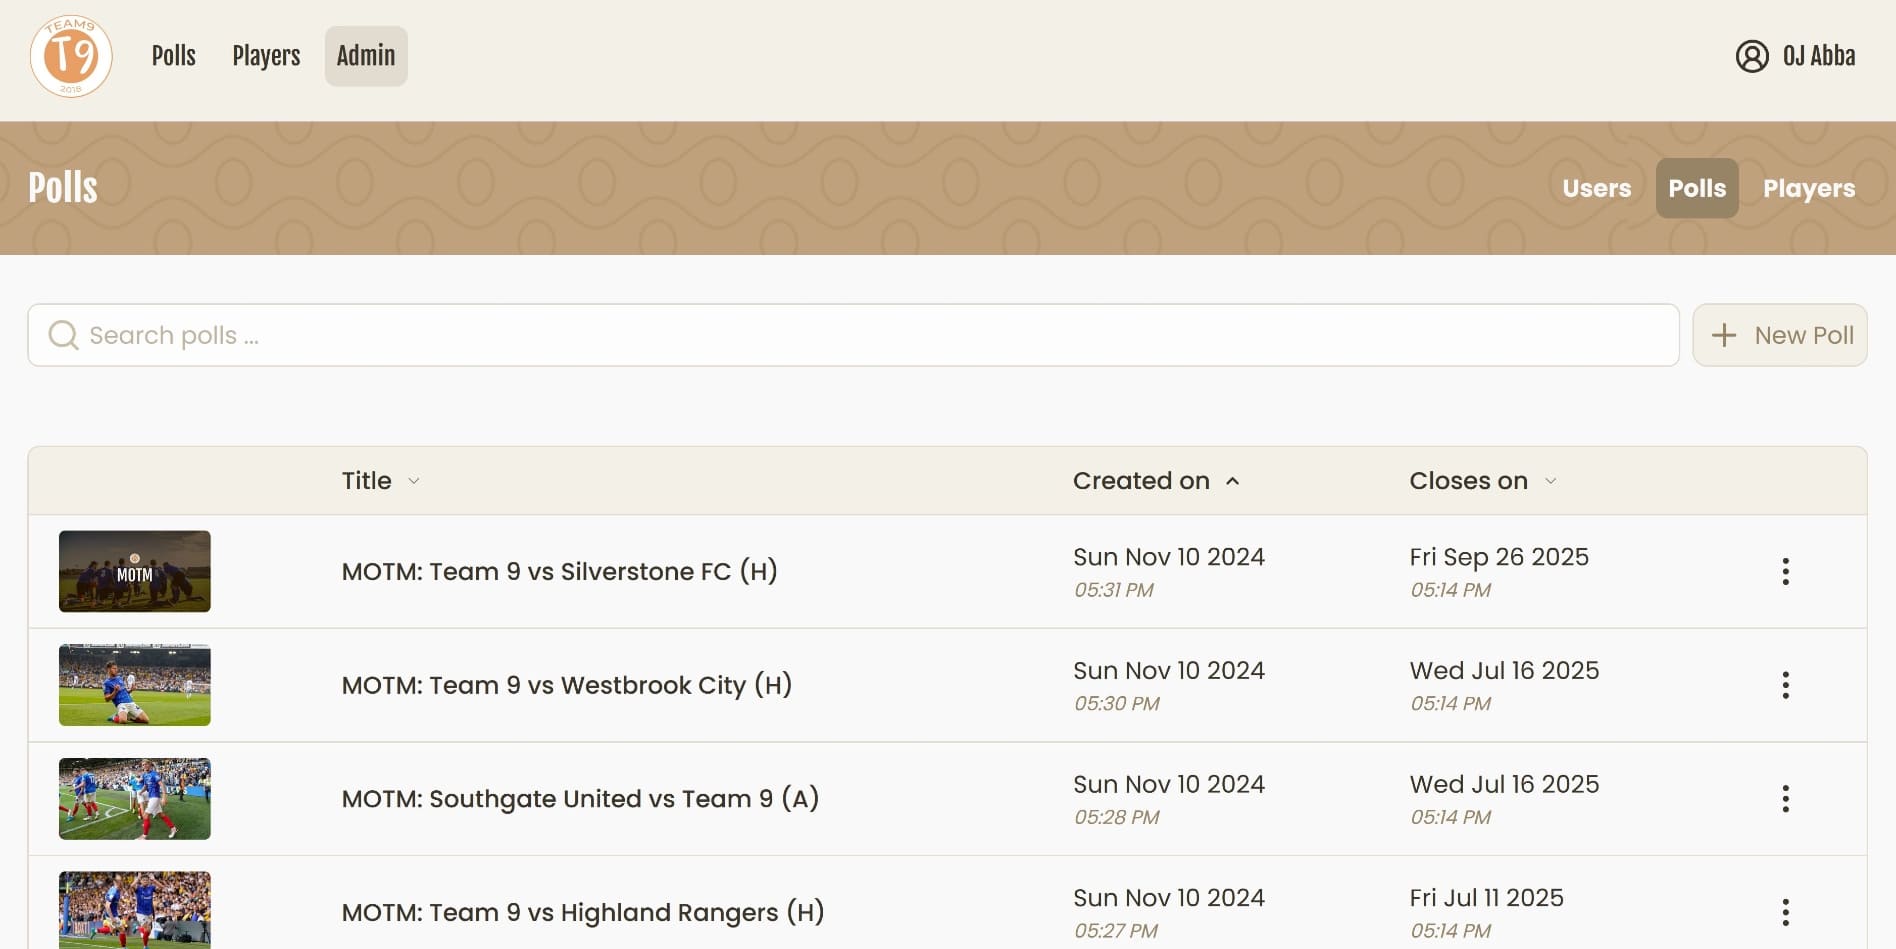 TEAM9
T9
2018
Polls
Players
Admin
OJ Abba
Polls
Users
Polls
Players
Search polls ...
+ New Poll
Title
Created on
Closes on
MOTM
MOTM: Team 9 vs Silverstone FC (H)
Sun Nov 10 2024
05:31 PM
Fri Sep 26 2025
05:14 PM
MOTM: Team 9 vs Westbrook City (H)
Sun Nov 10 2024
05:30 PM
Wed Jul 16 2025
05:14 PM
MOTM: Southgate United vs Team 9 (A)
Sun Nov 10 2024
05:28 PM
Wed Jul 16 2025
05:14 PM
MOTM: Team 9 vs Highland Rangers (H)
Sun Nov 10 2024
05:27 PM
Fri Jul 11 2025
05:14 PM